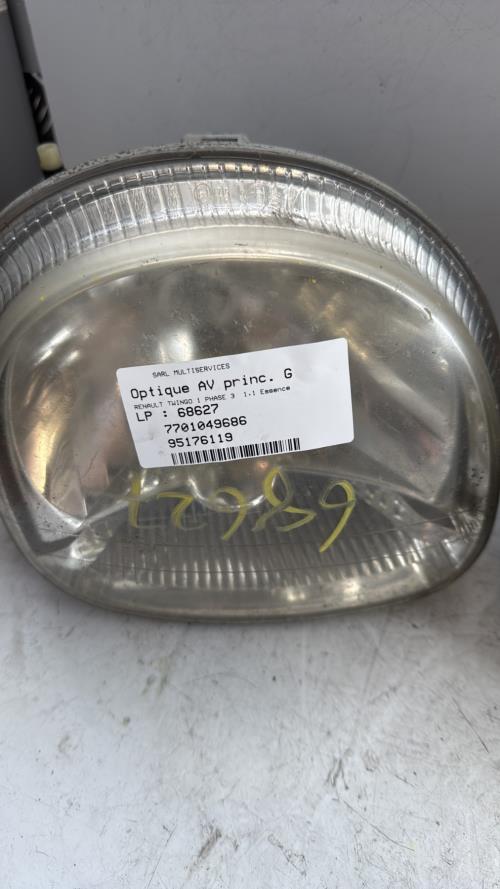 SARL MULTISERVICES
Optique AV princ. G
RENAULT TWINGO 1 PHASE 3 1.1 Essence
LP : 68627
7701049686
95176119
68627